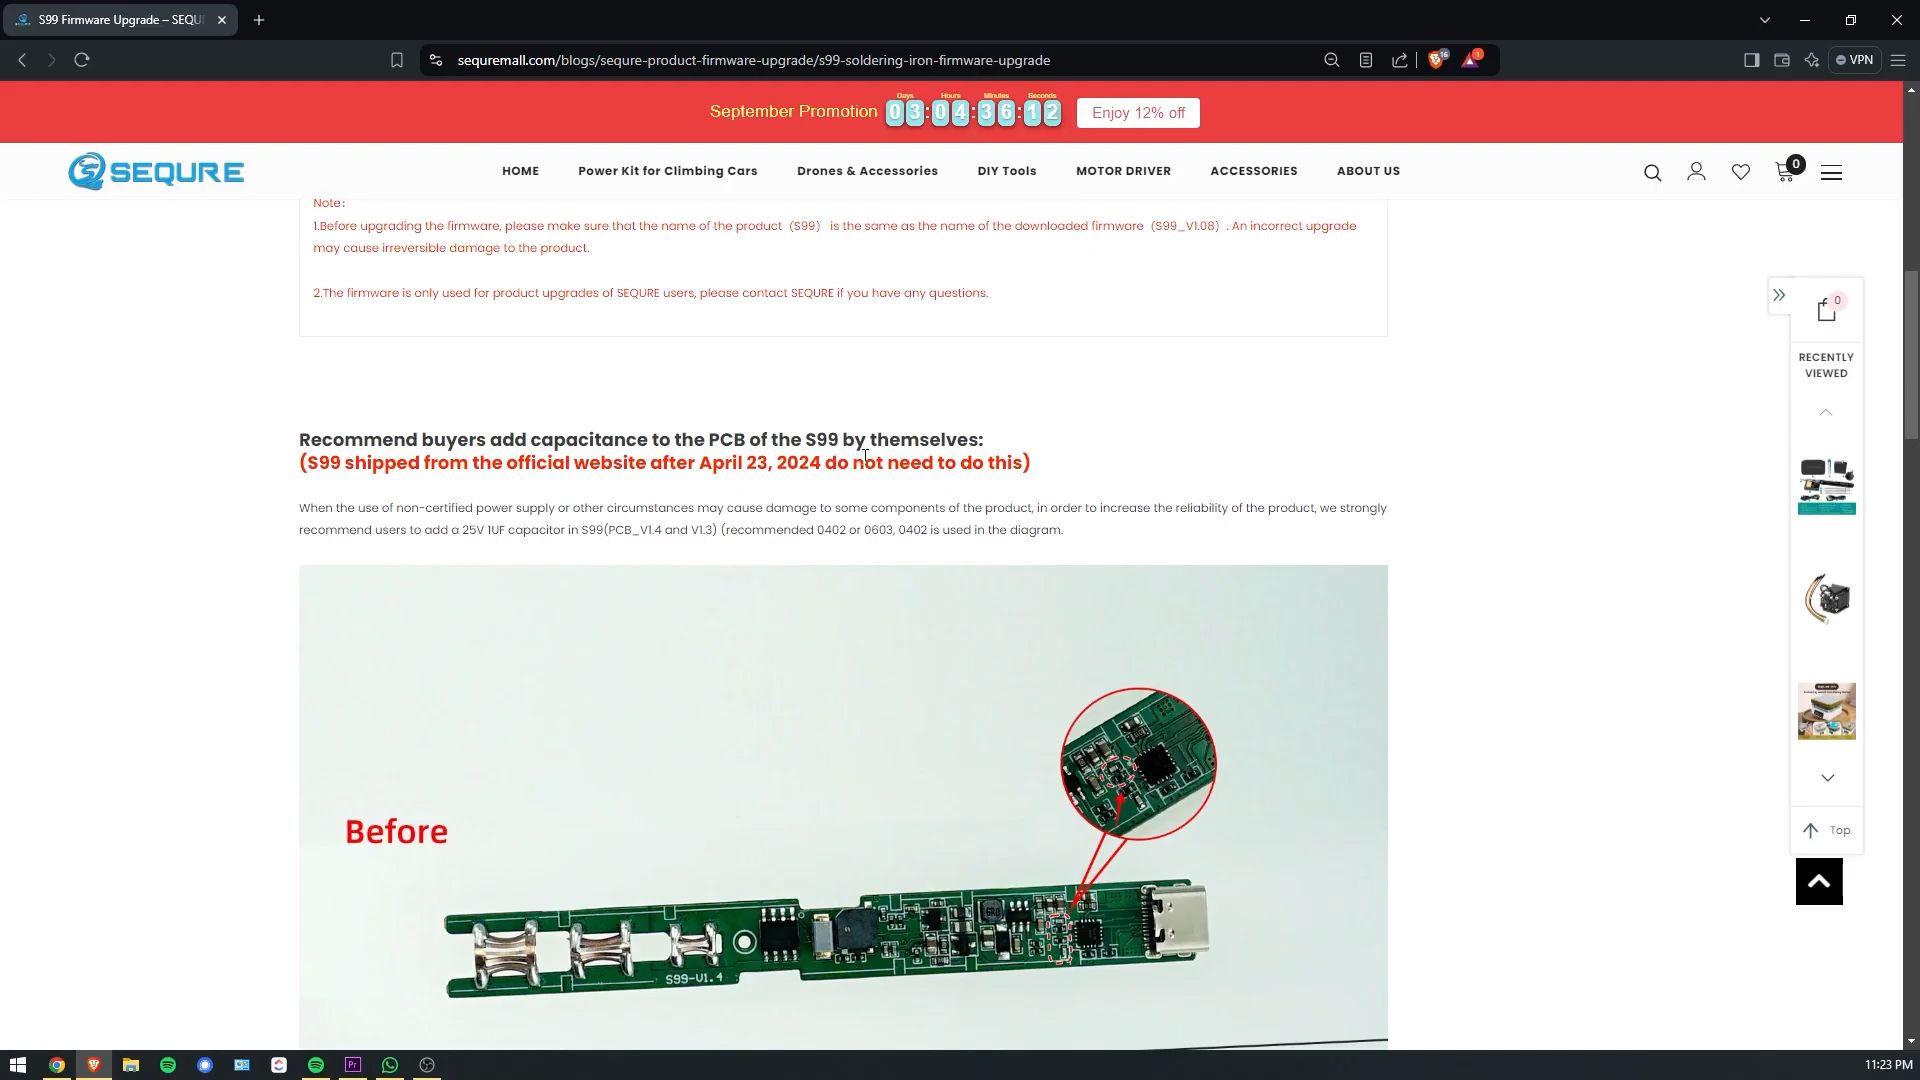 S99 Firmware Upgrade – SEQU
sequremall.com/blogs/sequre-product-firmware-upgrade/s99-soldering-iron-firmware-upgrade
16
1
VPN
September Promotion
Days Hours Minutes Seconds
03:04:36:12
Enjoy 12% off
SEQURE
HOME
Power Kit for Climbing Cars
Drones & Accessories
DIY Tools
MOTOR DRIVER
ACCESSORIES
ABOUT US
0
Note:
1.Before upgrading the firmware, please make sure that the name of the product（S99） is the same as the name of the downloaded firmware（S99_V1.08）. An incorrect upgrade
may cause irreversible damage to the product.
2.The firmware is only used for product upgrades of SEQURE users, please contact SEQURE if you have any questions.
0
RECENTLY
VIEWED
Recommend buyers add capacitance to the PCB of the S99 by themselves:
(S99 shipped from the official website after April 23, 2024 do not need to do this)
When the use of non-certified power supply or other circumstances may cause damage to some components of the product, in order to increase the reliability of the product, we strongly
recommend users to add a 25V 1UF capacitor in S99(PCB_V1.4 and V1.3) (recommended 0402 or 0603, 0402 is used in the diagram.
Before
S99-V1.4
Top
Pr
11:23 PM